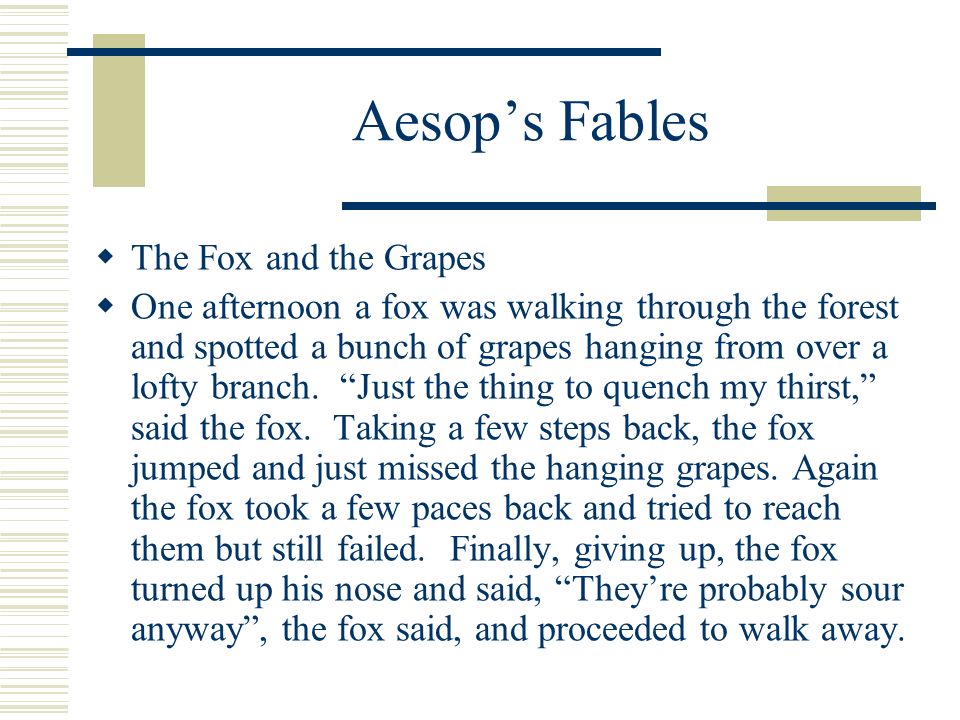 Aesop’s Fables
The Fox and the Grapes
One afternoon a fox was walking through the forest
and spotted a bunch of grapes hanging from over a
lofty branch.  “Just the thing to quench my thirst,”
said the fox.  Taking a few steps back, the fox
jumped and just missed the hanging grapes. Again
the fox took a few paces back and tried to reach
them but still failed.  Finally, giving up, the fox
turned up his nose and said, “They’re probably sour
anyway”, the fox said, and proceeded to walk away.